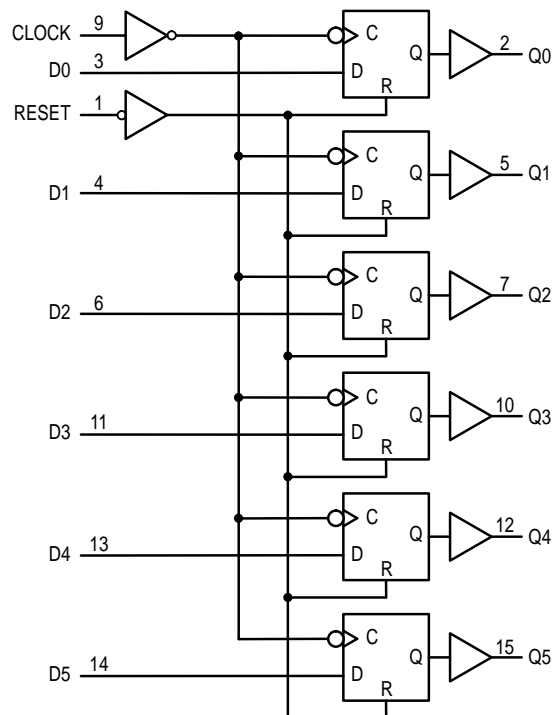 CLOCK 9 C Q 2 Q0
D0 3 D
R
RESET 1
C Q 5 Q1
D1 4 D
R
C Q 7 Q2
D2 6 D
R
C Q 10 Q3
D3 11 D
R
C Q 12 Q4
D4 13 D
R
C Q 15 Q5
D5 14 D
R